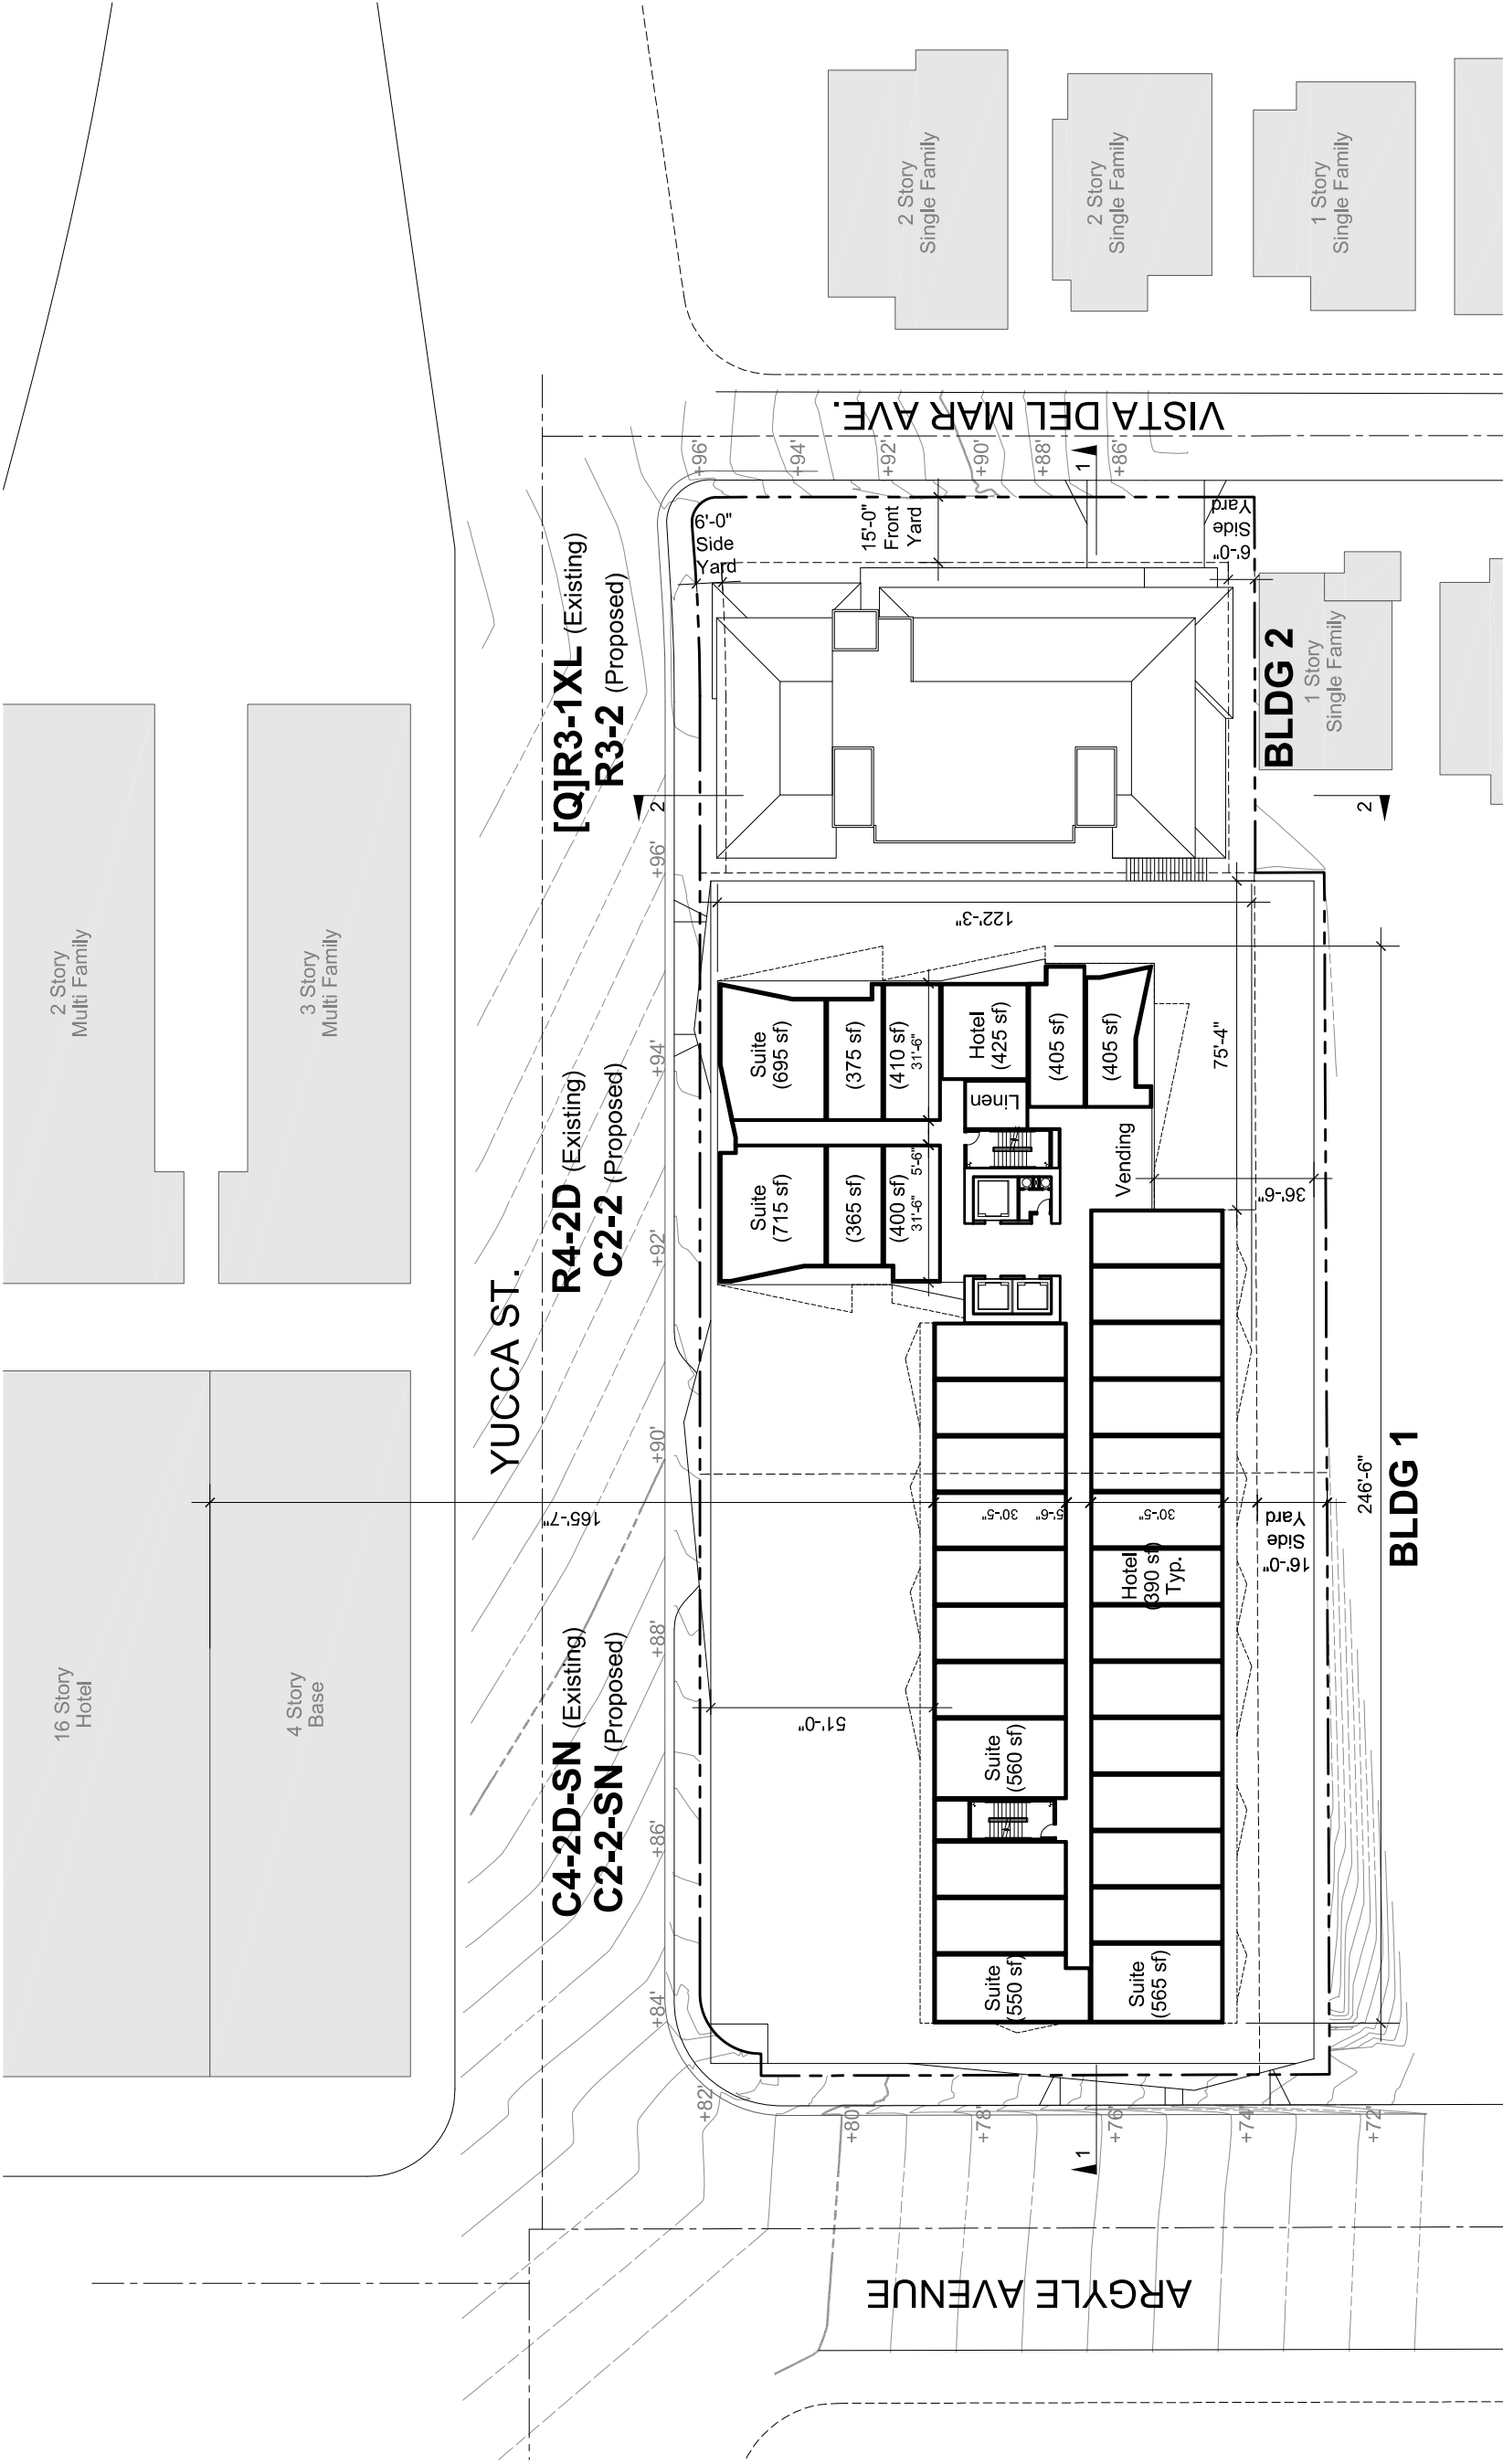 2 Story
Multi Family
3 Story
Multi Family
16 Story
Hotel
4 Story
Base
2 Story
Single Family
2 Story
Single Family
1 Story
Single Family
1 Story
Single Family
YUCCA ST.
VISTA DEL MAR AVE.
ARGYLE AVENUE
[Q]R3-1XL (Existing)
R3-2 (Proposed)
R4-2D (Existing)
C2-2 (Proposed)
C4-2D-SN (Existing)
C2-2-SN (Proposed)
+96'
+94'
+92'
+90'
+88'
+86'
+96'
+94'
+92'
+90'
+88'
+86'
+84'
+82'
+80'
+78'
+76'
+74'
+72'
6'-0"
Side
Yard
15'-0"
Front
Yard
6'-0"
Side
Yard
1
1
2
2
BLDG 2
122'-3"
75'-4"
36'-6"
246'-6"
165'-7"
51'-0"
16'-0"
Side
Yard
BLDG 1
Suite
(695 sf)
(375 sf)
(410 sf)
31'-6"
Hotel
(425 sf)
(405 sf)
(405 sf)
Linen
Vending
5'-6"
Suite
(715 sf)
(365 sf)
(400 sf)
31'-6"
30'-5"
5'-6"
30'-5"
Hotel
(390 sf)
Typ.
Suite
(560 sf)
Suite
(550 sf)
Suite
(565 sf)